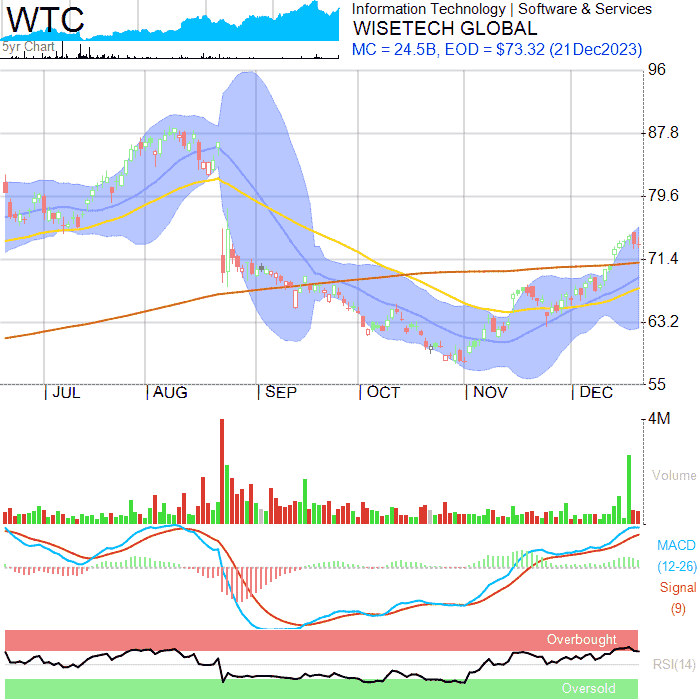 WTC
5yr Chart
Information Technology | Software & Services
WISETECH GLOBAL
MC = 24.5B, EOD = $73.32 (21Dec2023)
96
87.8
79.6
71.4
63.2
55
JUL AUG SEP OCT NOV DEC
4M
Volume
MACD
(12-26)
Signal
(9)
Overbought
RSI(14)
Oversold